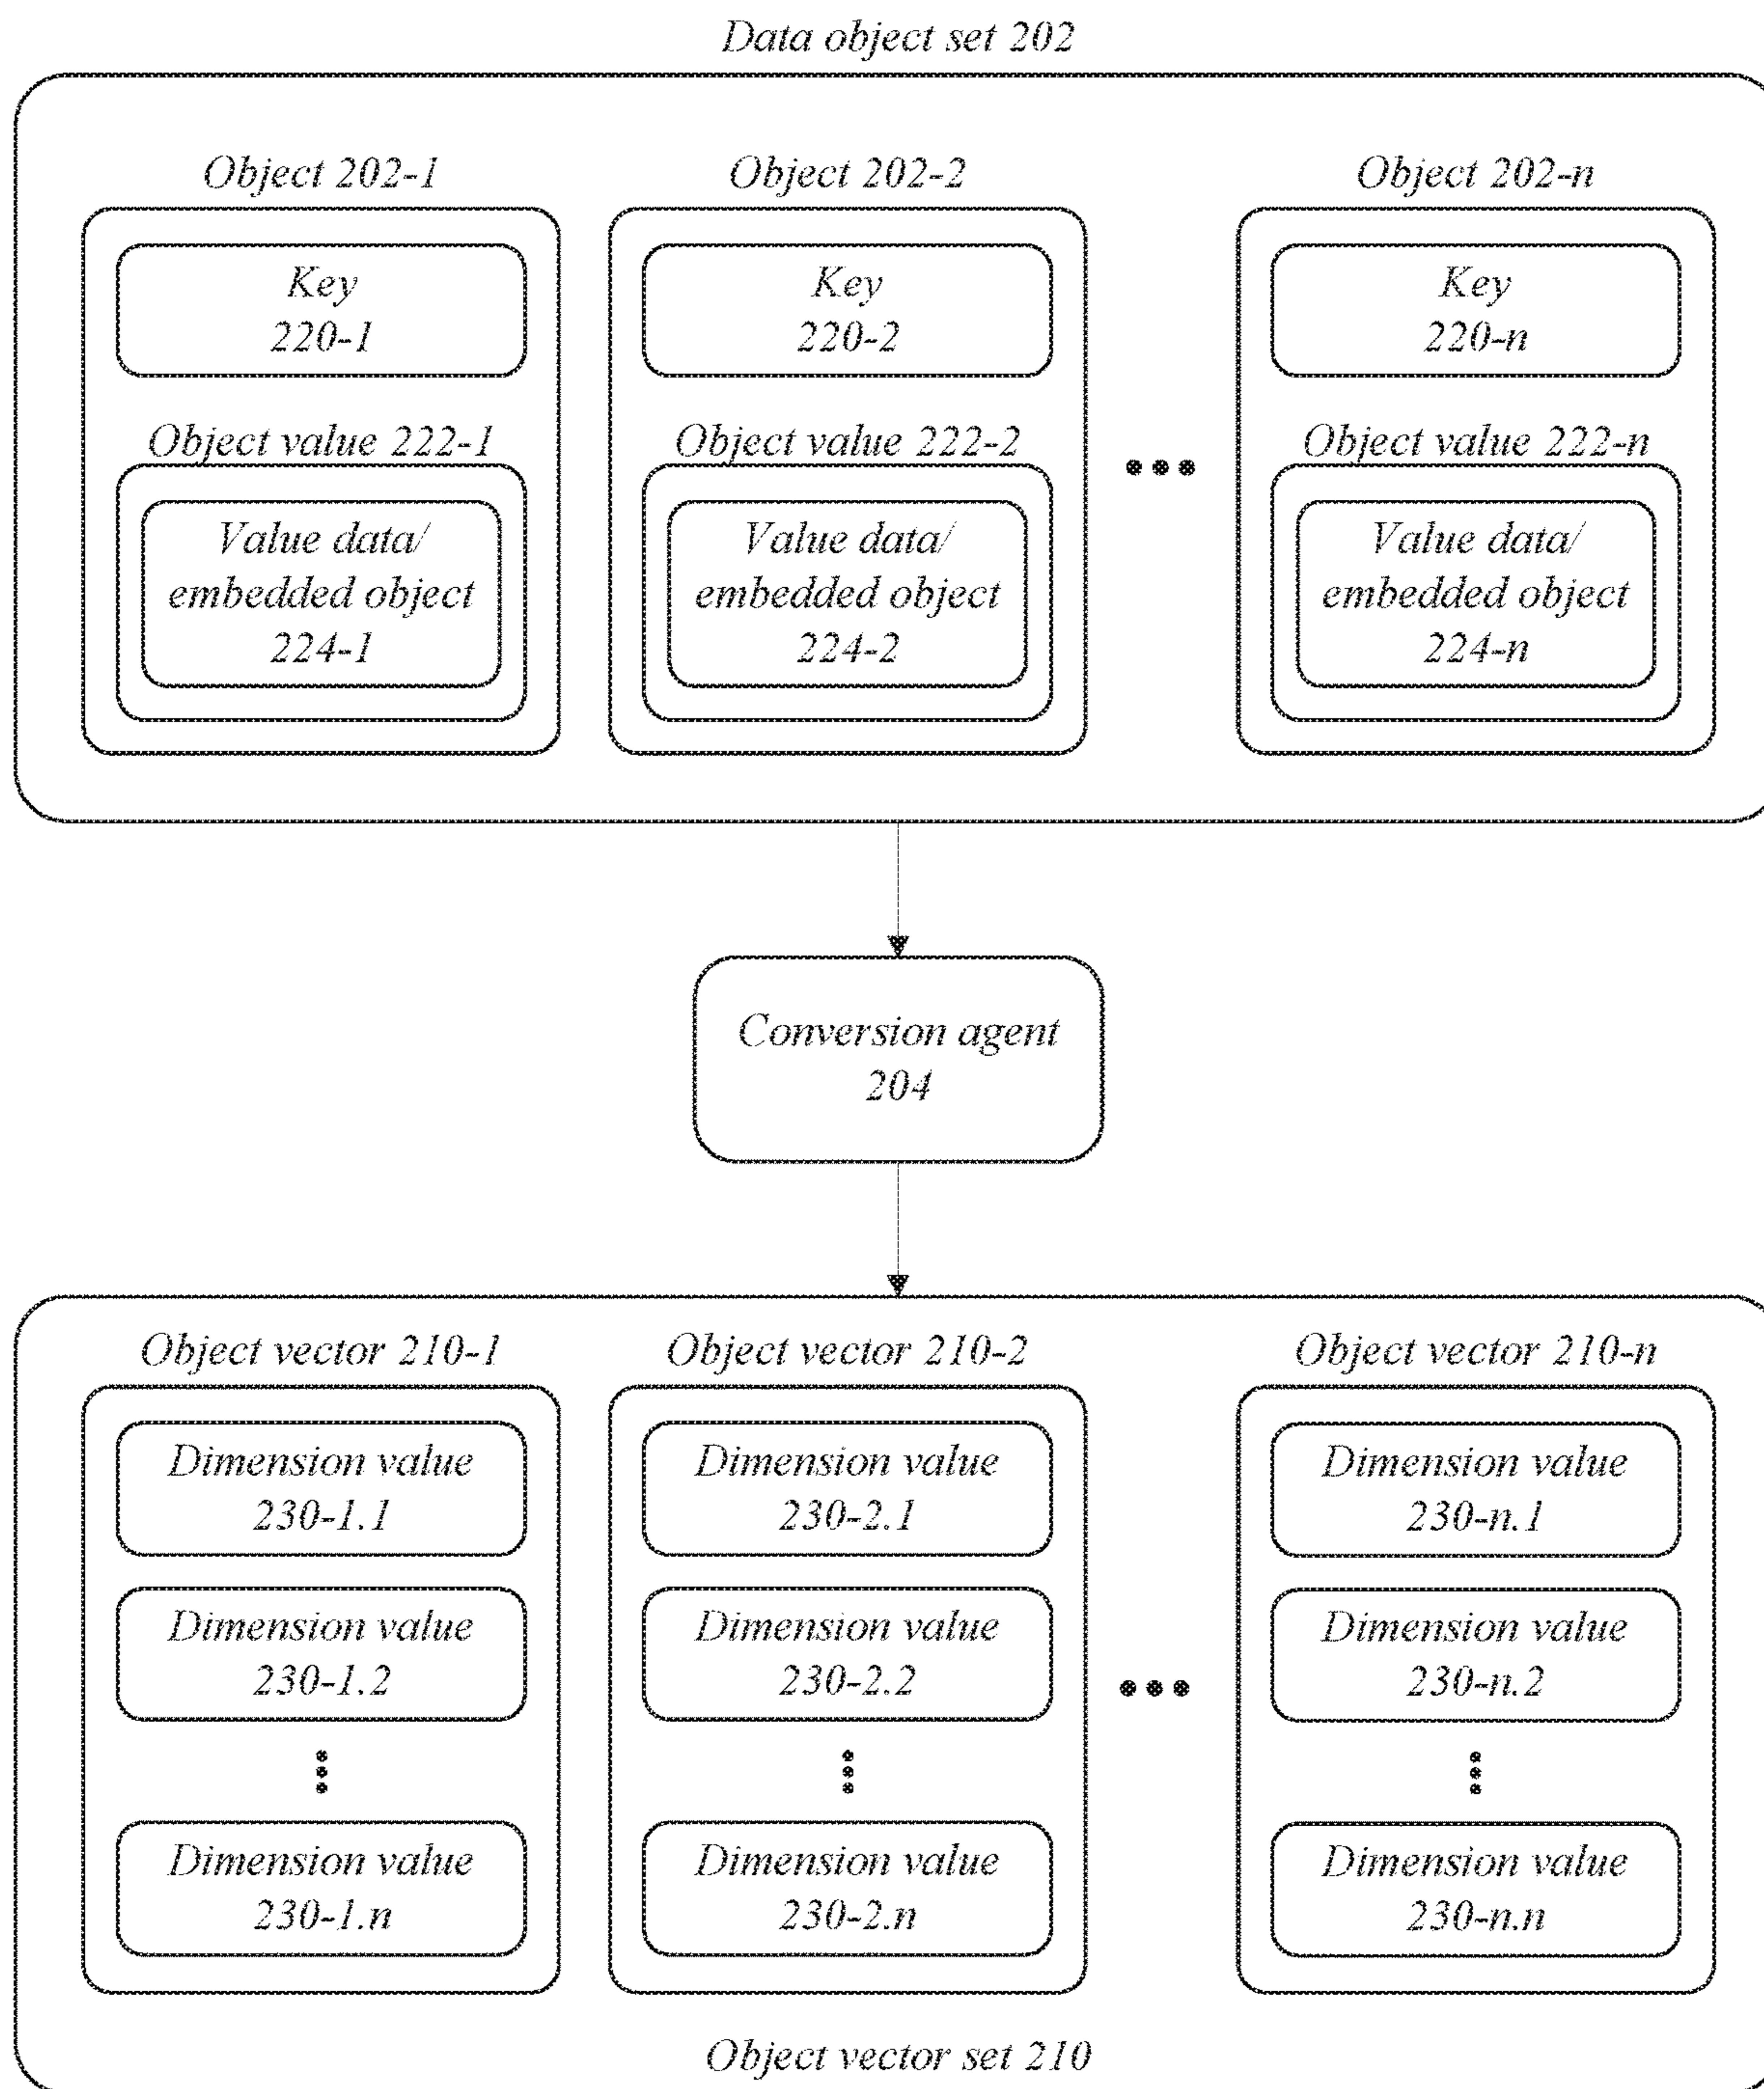 Data object set 202
Object 202-1
Key
220-1
Object value 222-1
Value data/
embedded object
224-1
Object 202-2
Key
220-2
Object value 222-2
Value data/
embedded object
224-2
Object 202-n
Key
220-n
Object value 222-n
Value data/
embedded object
224-n
Conversion agent
204
Object vector 210-1
Dimension value
230-1.1
Dimension value
230-1.2
Dimension value
230-1.n
Object vector 210-2
Dimension value
230-2.1
Dimension value
230-2.2
Dimension value
230-2.n
Object vector 210-n
Dimension value
230-n.1
Dimension value
230-n.2
Dimension value
230-n.n
Object vector set 210